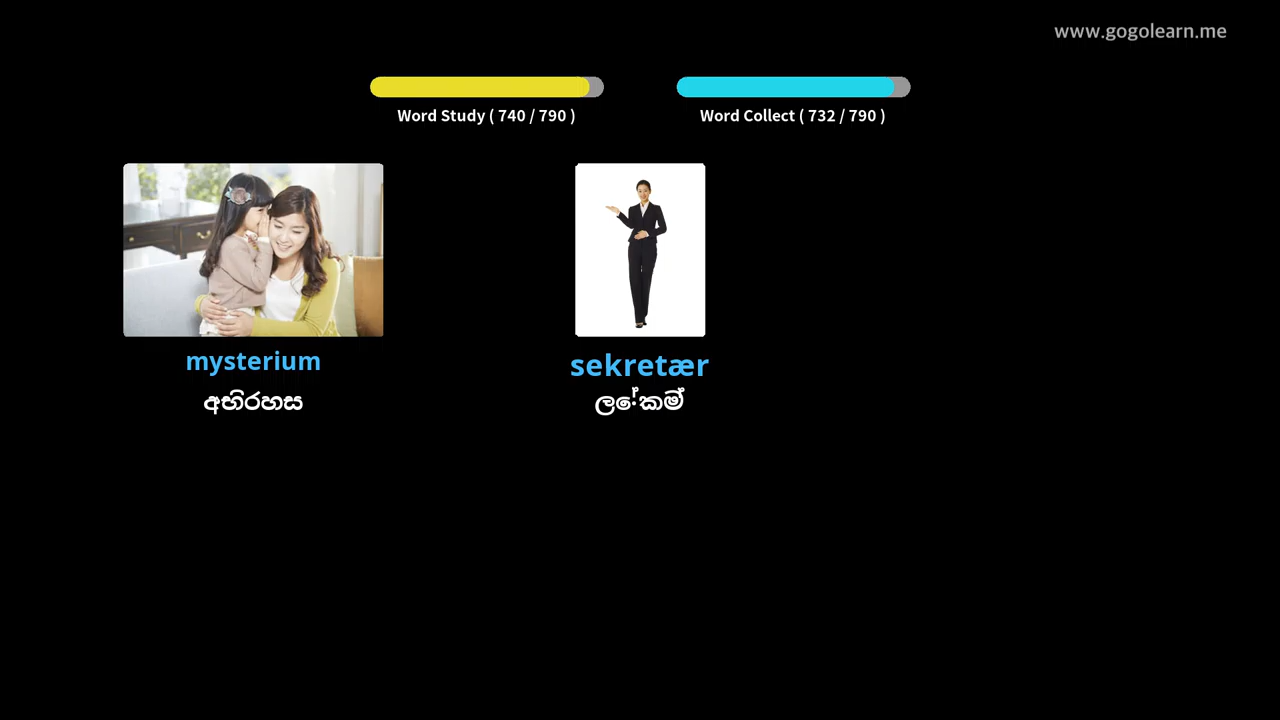 www.gogolearn.me
Word Study ( 740 / 790 )
Word Collect ( 732 / 790 )
mysterium
sekretær
අභිරහස
ලේකම්